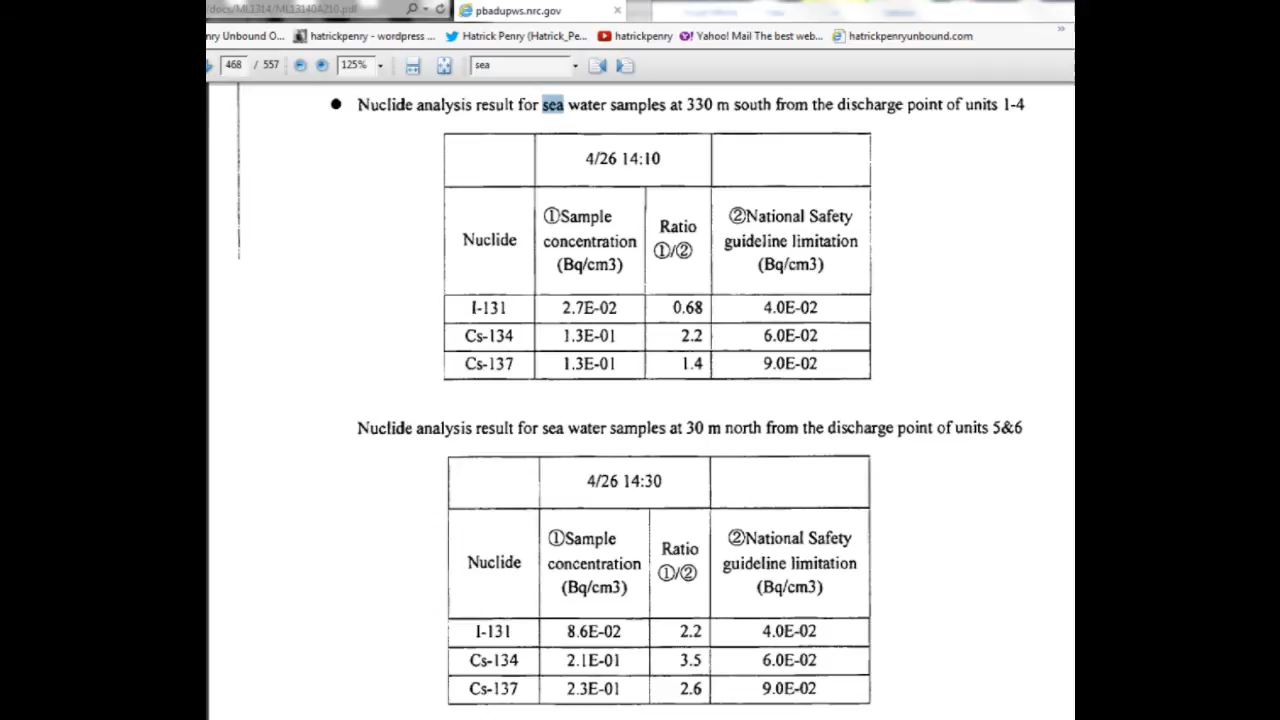 /docs/ML1314/ML13140A210.pdf
pbadupws.nrc.gov
nry Unbound O... hatrickpenry - wordpress ... Hatrick Penry (Hatrick_Pe... hatrickpenry Yahoo! Mail The best web... hatrickpenryunbound.com
468 / 557 125% sea
● Nuclide analysis result for sea water samples at 330 m south from the discharge point of units 1-4
4/26 14:10
Nuclide ①Sample concentration (Bq/cm3) Ratio ①/② ②National Safety guideline limitation (Bq/cm3)
I-131 2.7E-02 0.68 4.0E-02
Cs-134 1.3E-01 2.2 6.0E-02
Cs-137 1.3E-01 1.4 9.0E-02
Nuclide analysis result for sea water samples at 30 m north from the discharge point of units 5&6
4/26 14:30
Nuclide ①Sample concentration (Bq/cm3) Ratio ①/② ②National Safety guideline limitation (Bq/cm3)
I-131 8.6E-02 2.2 4.0E-02
Cs-134 2.1E-01 3.5 6.0E-02
Cs-137 2.3E-01 2.6 9.0E-02